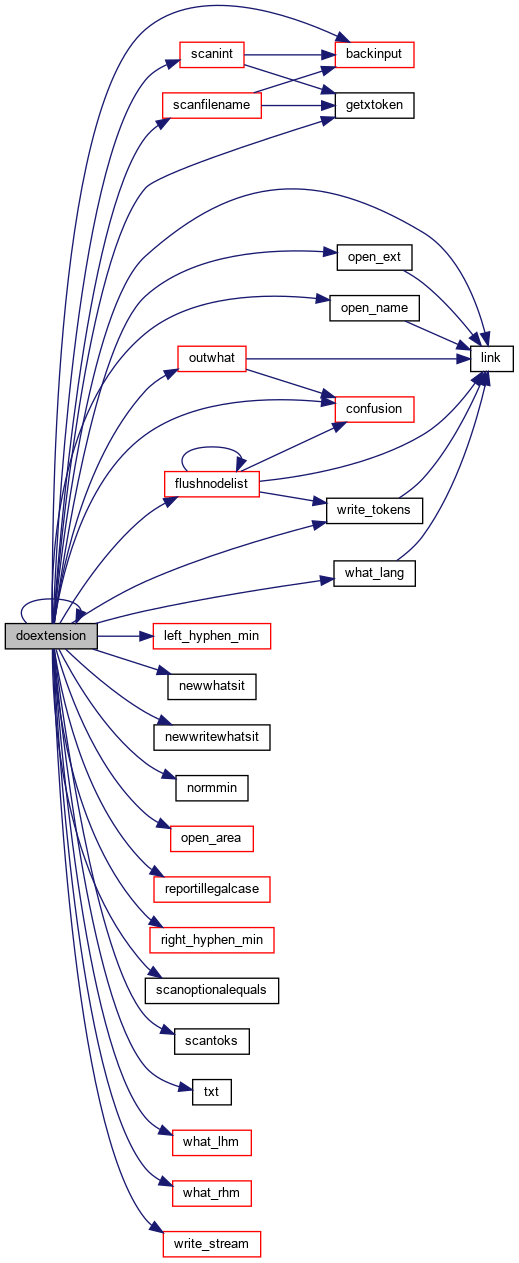 scanint
backinput
scanfilename
getxtoken
open_ext
open_name
outwhat
link
confusion
flushnodelist
write_tokens
what_lang
doextension
left_hyphen_min
newwhatsit
newwritewhatsit
normmin
open_area
reportillegalcase
right_hyphen_min
scanoptionalequals
scantoks
txt
what_lhm
what_rhm
write_stream